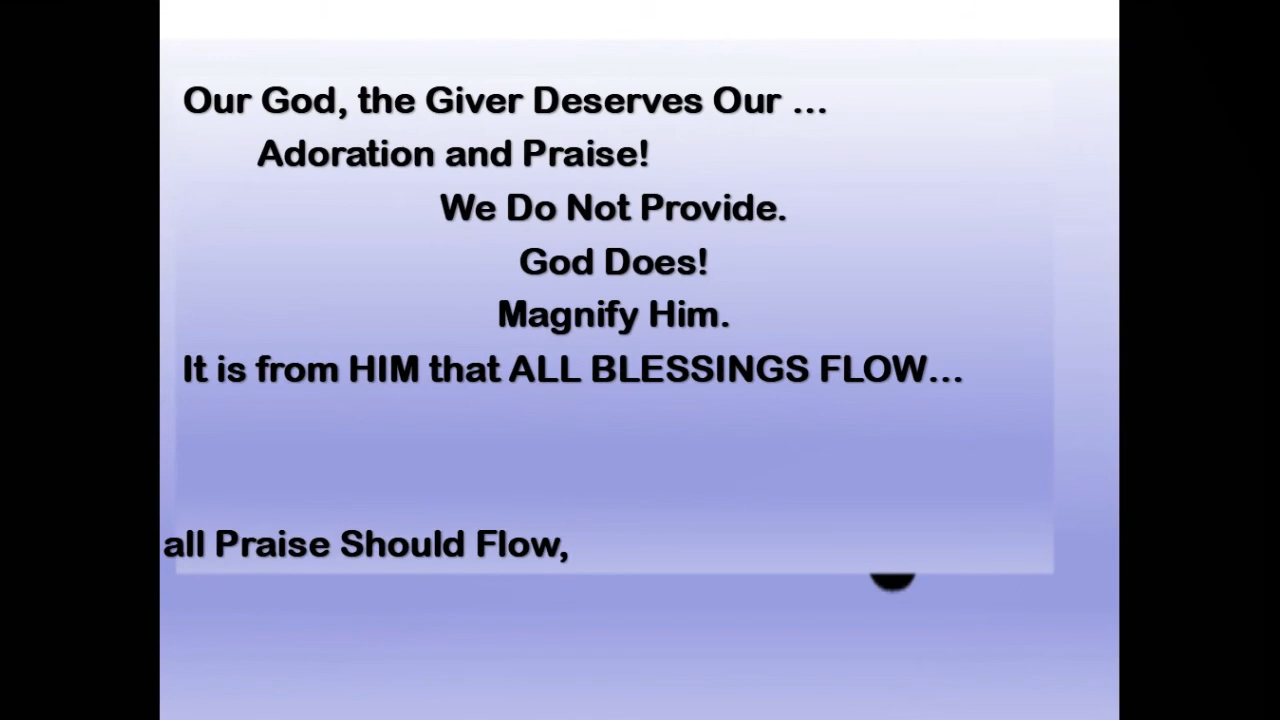 Our God, the Giver Deserves Our ...
Adoration and Praise!
We Do Not Provide.
God Does!
Magnify Him.
It is from HIM that ALL BLESSINGS FLOW...
all Praise Should Flow,